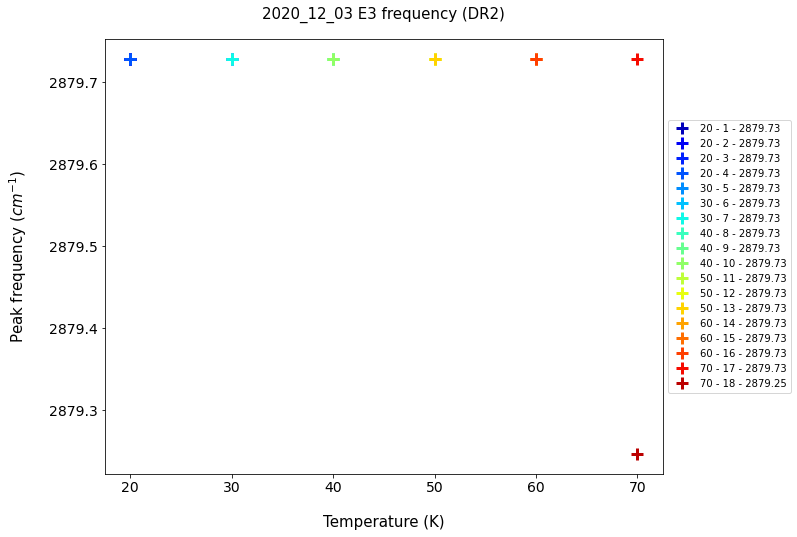 2020_12_03 E3 frequency (DR2)
2879.7
2879.6
2879.5
2879.4
2879.3
Peak frequency (cm⁻¹)
20 30 40 50 60 70
Temperature (K)
20 - 1 - 2879.73
20 - 2 - 2879.73
20 - 3 - 2879.73
20 - 4 - 2879.73
30 - 5 - 2879.73
30 - 6 - 2879.73
30 - 7 - 2879.73
40 - 8 - 2879.73
40 - 9 - 2879.73
40 - 10 - 2879.73
50 - 11 - 2879.73
50 - 12 - 2879.73
50 - 13 - 2879.73
60 - 14 - 2879.73
60 - 15 - 2879.73
60 - 16 - 2879.73
70 - 17 - 2879.73
70 - 18 - 2879.25